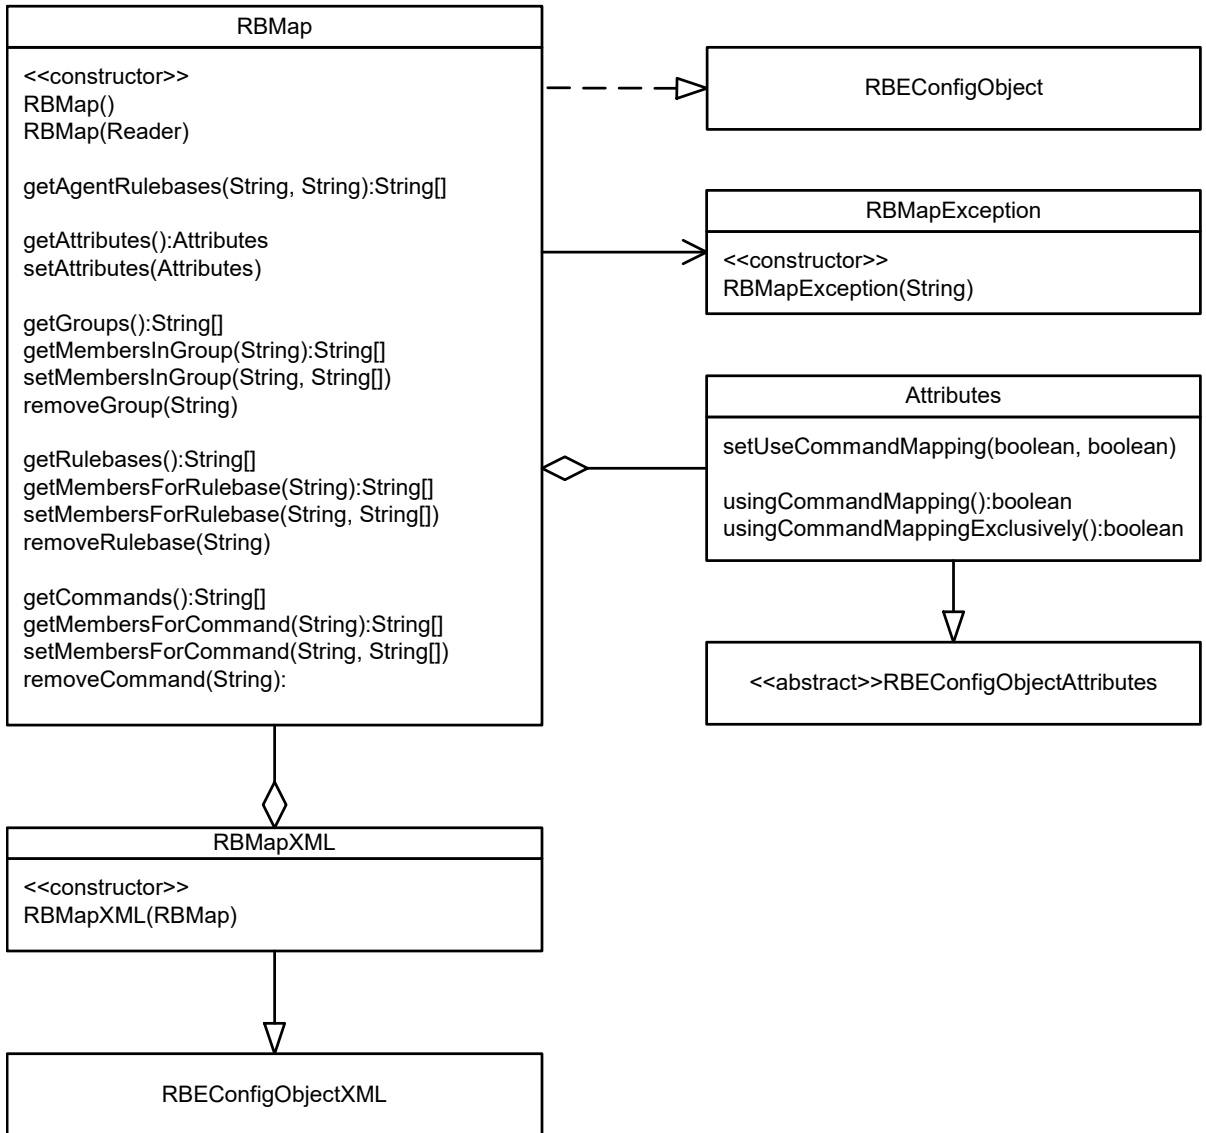 RBMap
<<constructor>>
RBMap()
RBMap(Reader)
getAgentRulebases(String, String):String[]
getAttributes():Attributes
setAttributes(Attributes)
getGroups():String[]
getMembersInGroup(String):String[]
setMembersInGroup(String, String[])
removeGroup(String)
getRulebases():String[]
getMembersForRulebase(String):String[]
setMembersForRulebase(String, String[])
removeRulebase(String)
getCommands():String[]
getMembersForCommand(String):String[]
setMembersForCommand(String, String[])
removeCommand(String):
RBEConfigObject
RBMapException
<<constructor>>
RBMapException(String)
Attributes
setUseCommandMapping(boolean, boolean)
usingCommandMapping():boolean
usingCommandMappingExclusively():boolean
<<abstract>>RBEConfigObjectAttributes
RBMapXML
<<constructor>>
RBMapXML(RBMap)
RBEConfigObjectXML